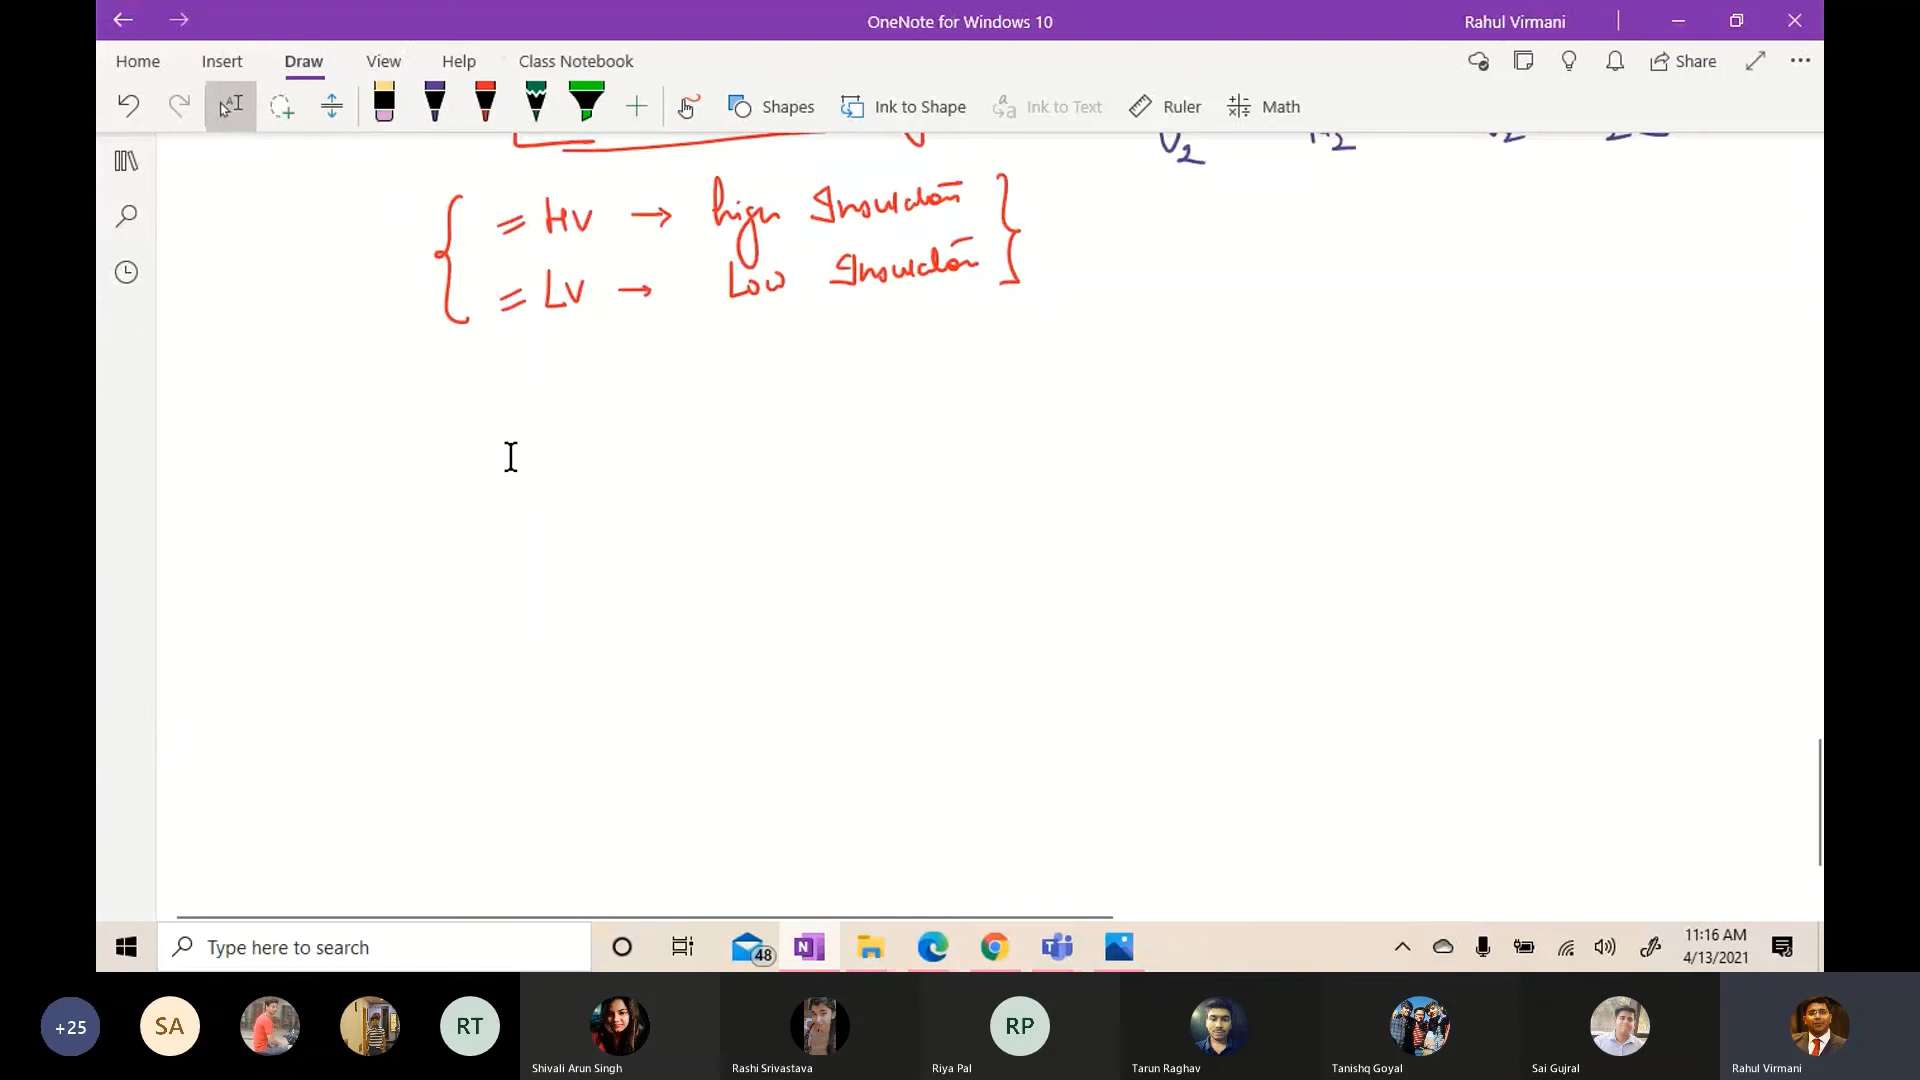 OneNote for Windows 10
Rahul Virmani
Home Insert Draw View Help Class Notebook
Share
Shapes Ink to Shape Ink to Text Ruler Math
V2
= HV → high Insulation
= LV → Low Insulation
Type here to search
48
11:16 AM
4/13/2021
+25
SA
RT
RP
Shivali Arun Singh
Rashi Srivastava
Riya Pal
Tarun Raghav
Tanishq Goyal
Sai Gujral
Rahul Virmani